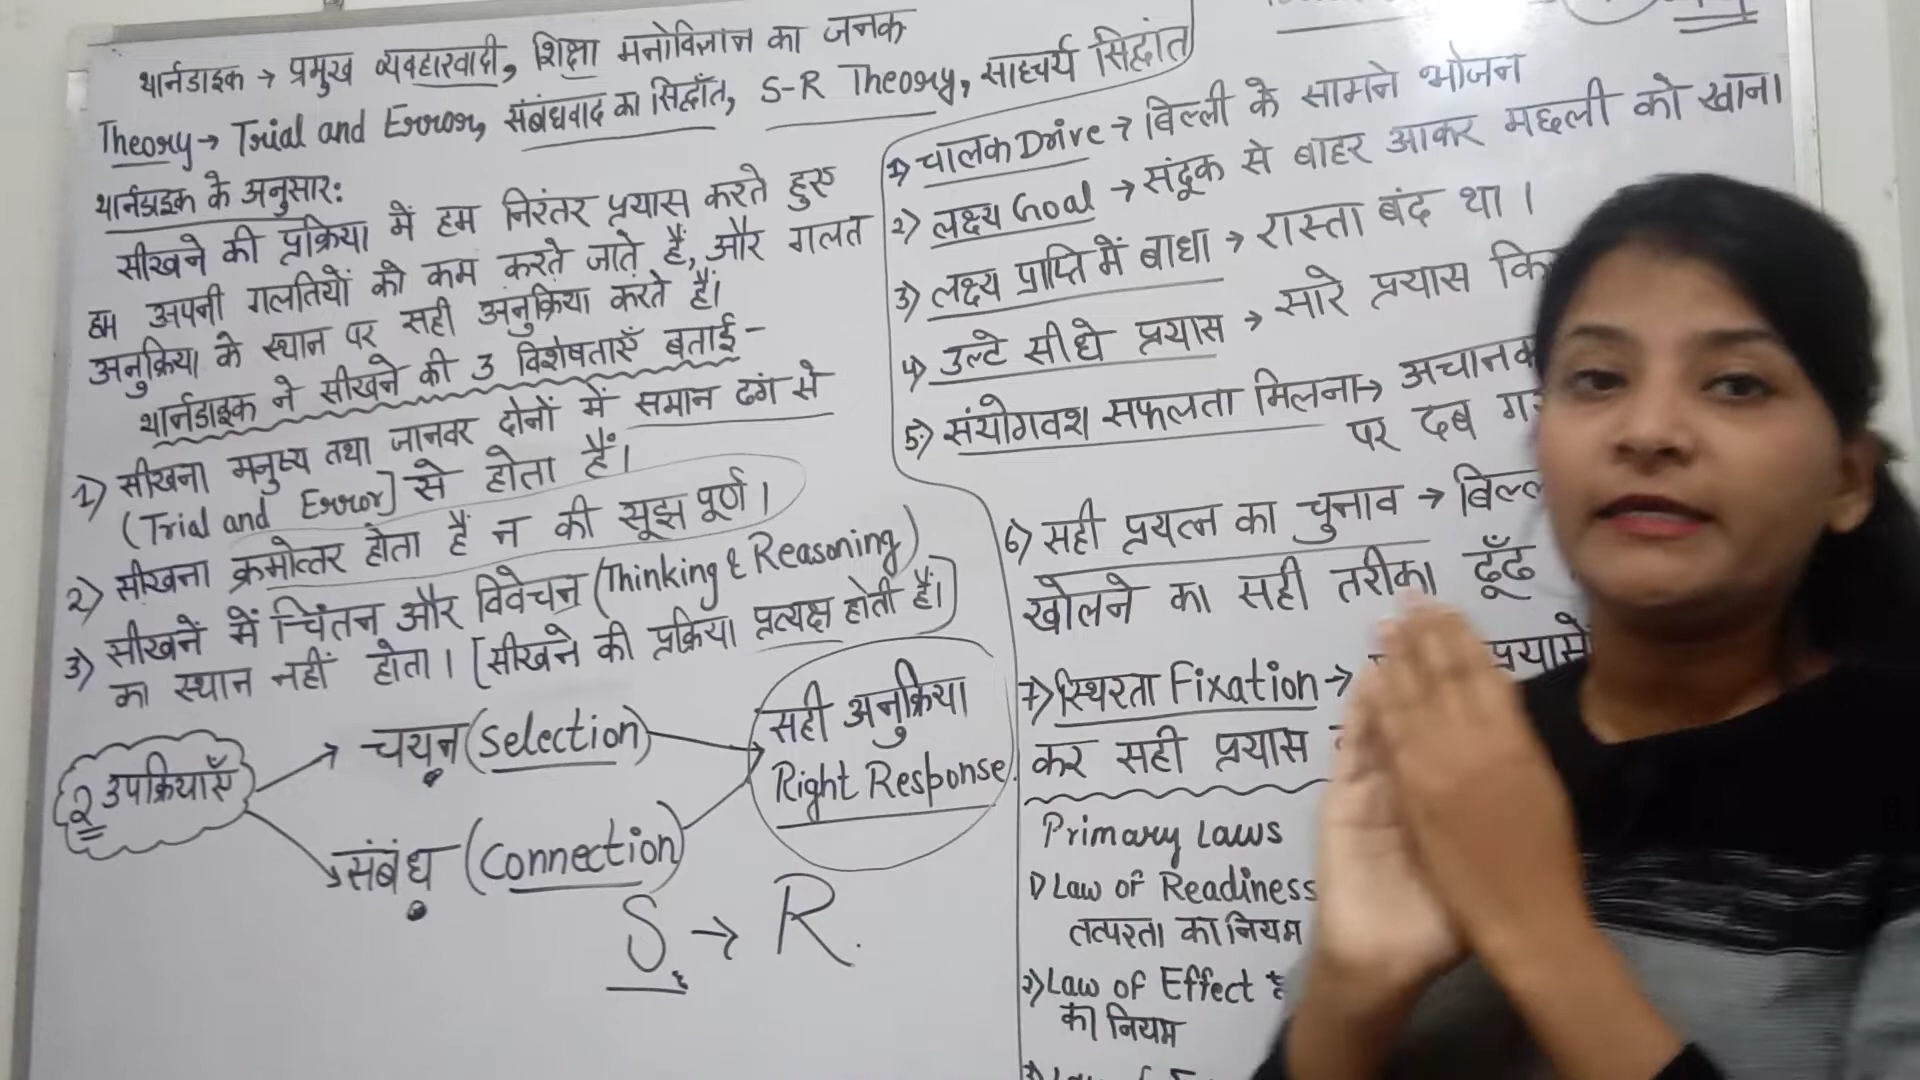 थार्नडाइक → प्रमुख व्यवहारवादी, शिक्षा मनोविज्ञान का जनक
Theory → Trial and Error, संबंधवाद का सिद्धाँत, S-R Theory, साहचर्य सिद्धांत
थार्नडाइक के अनुसार:
सीखने की प्रक्रिया में हम निरंतर प्रयास करते हुए
हम अपनी गलतियों को कम करते जाते हैं, और गलत
अनुक्रिया के स्थान पर सही अनुक्रिया करते हैं।
थार्नडाइक ने सीखने की 3 विशेषताएँ बताई -
1) सीखना मनुष्य तथा जानवर दोनों में समान ढंग से
(Trial and Error] से होता है।
2) सीखना क्रमोत्तर होता हैं न की सूझ पूर्ण।
3) सीखनें में चिंतन और विवेचन (Thinking & Reasoning)
का स्थान नहीं होता। [सीखने की प्रक्रिया प्रत्यक्ष होती हैं।]
2 उपक्रियाएँ
→ चयन (Selection)
→ संबंध (Connection)
सही अनुक्रिया
Right Response.
S → R.
1) चालक Drive → बिल्ली के सामने भोजन
2) लक्ष्य Goal → संदूक से बाहर आकर मछली को खाना
3) लक्ष्य प्राप्ति में बाधा → रास्ता बंद था।
4) उल्टे सीधे प्रयास → सारे प्रयास
5) संयोगवश सफलता मिलना → अचानक
पर दब
6) सही प्रयत्न का चुनाव →
खोलने का सही तरीका ढूँढ
7) स्थिरता Fixation →
कर सही प्रयास
Primary Laws
1) Law of Readiness
तत्परता का नियम
2) Law of Effect
का नियम